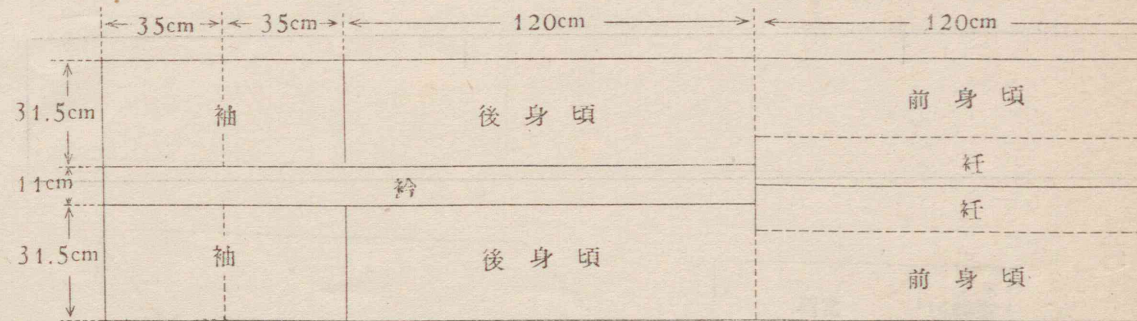 35cm 35cm 120cm 120cm
31.5cm 袖 後身頃 前身頃
衽
11cm 衿
衽
31.5cm 袖 後身頃 前身頃